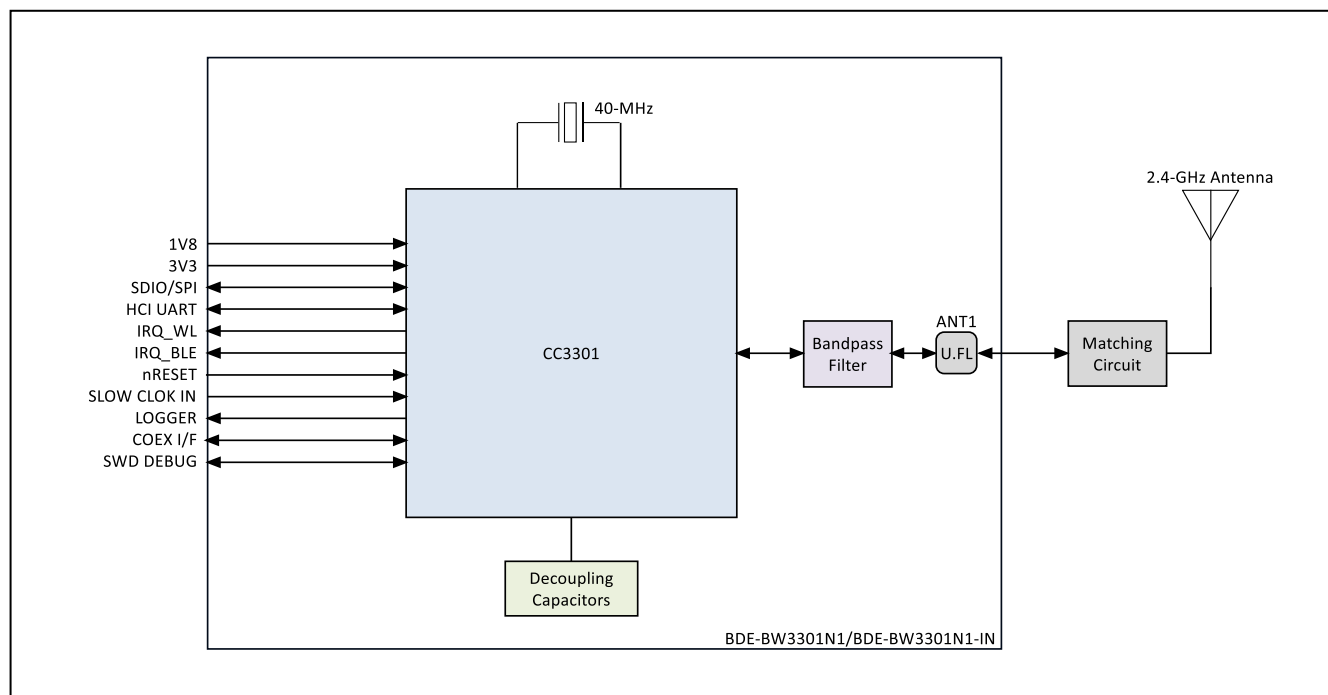 40-MHz
2.4-GHz Antenna
1V8
3V3
SDIO/SPI
HCI UART
IRQ_WL
IRQ_BLE
nRESET
SLOW CLOK IN
LOGGER
COEX I/F
SWD DEBUG
CC3301
Bandpass
Filter
ANT1
U.FL
Matching
Circuit
Decoupling
Capacitors
BDE-BW3301N1/BDE-BW3301N1-IN